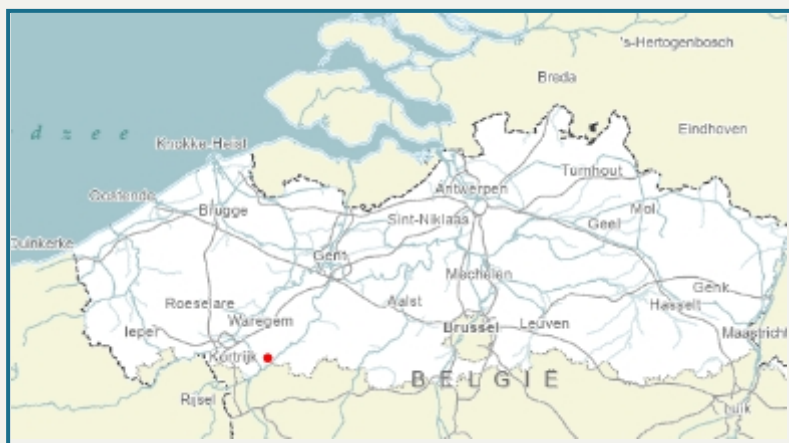 's-Hertogenbosch
Breda
Eindhoven
d z e e
Knokke-Heist
Turnhout
Antwerpen
Oostende
Brugge
Mol
Sint-Niklaas
Geel
Duinkerke
Gent
Mechelen
Genk
Roeselare
Aalst
Hasselt
Waregem
Brussel
Leuven
Ieper
Maastricht
Kortrijk
BELGIË
Rijsel
Luik